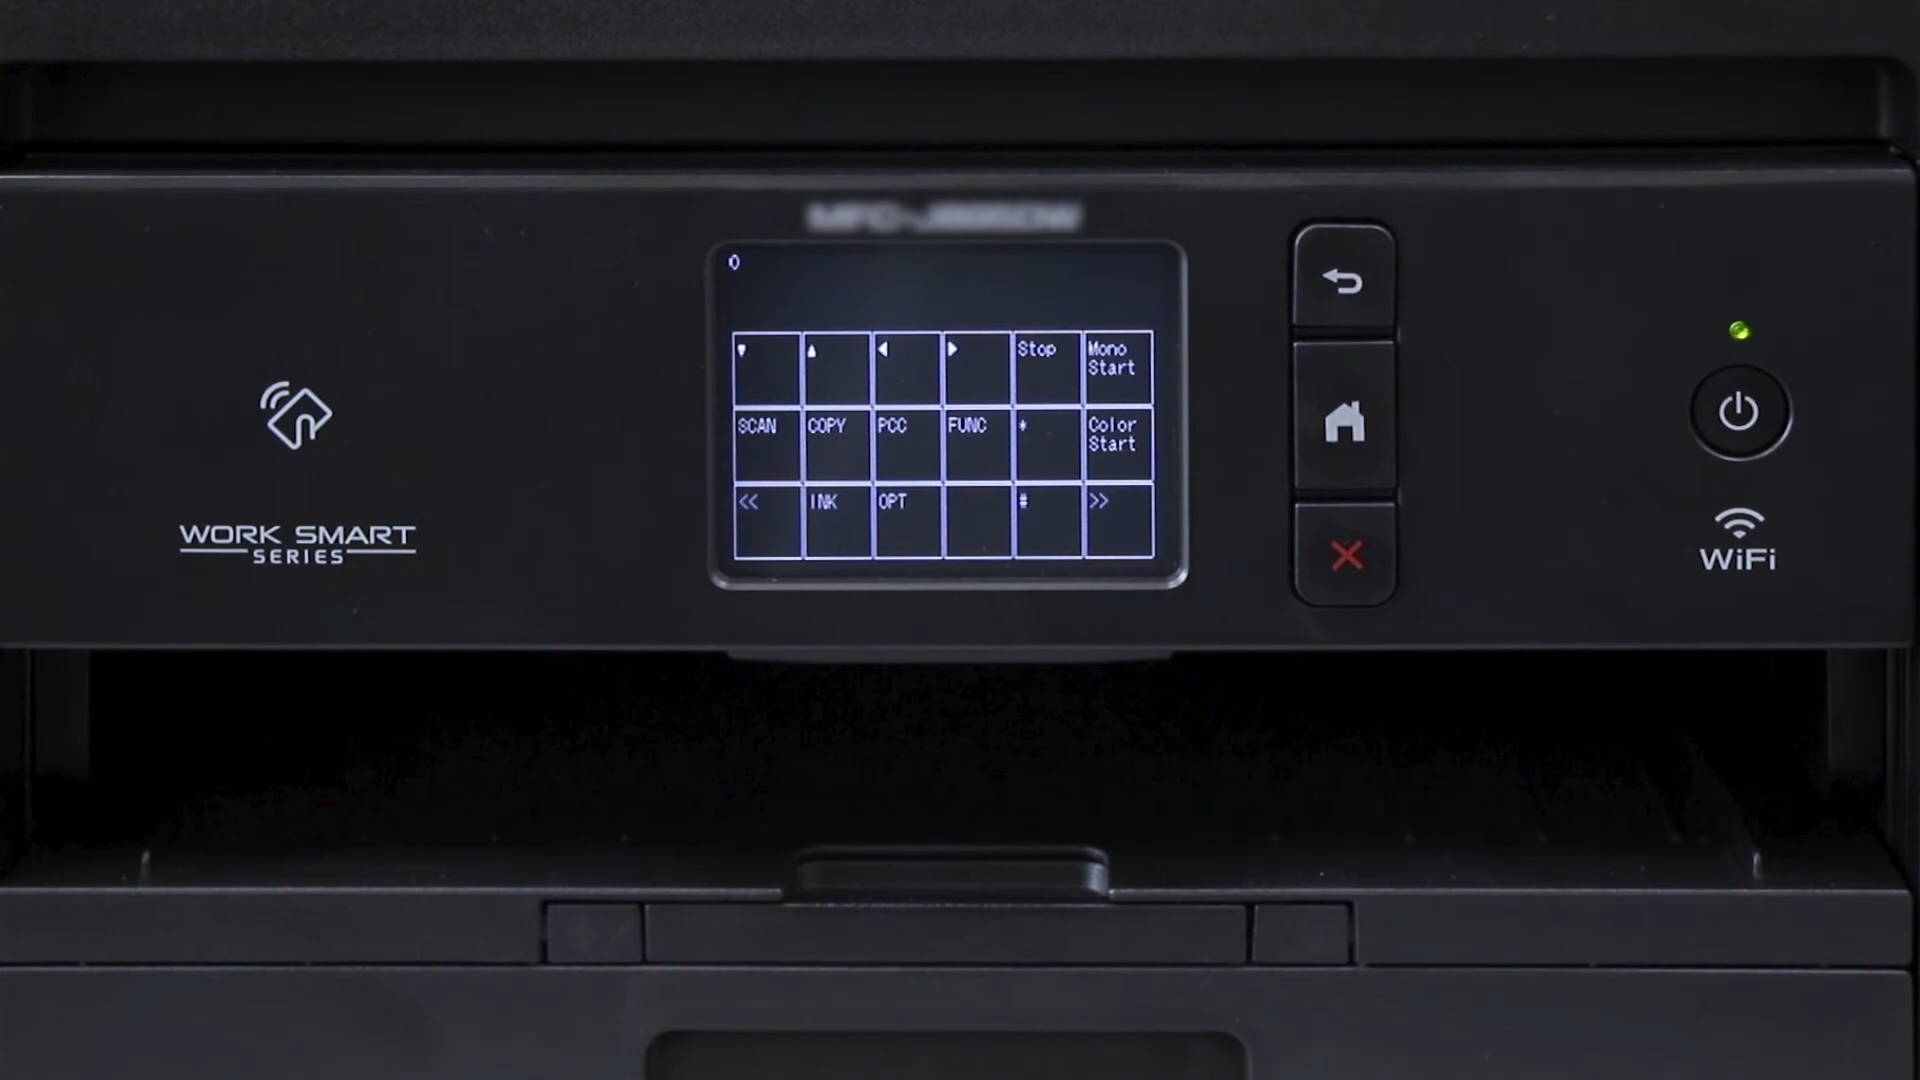 0
Stop
Mono
Start
SCAN
COPY
PCC
FUNC
*
Color
Start
<<
INK
OPT
#
>>
WORK SMART
SERIES
WiFi